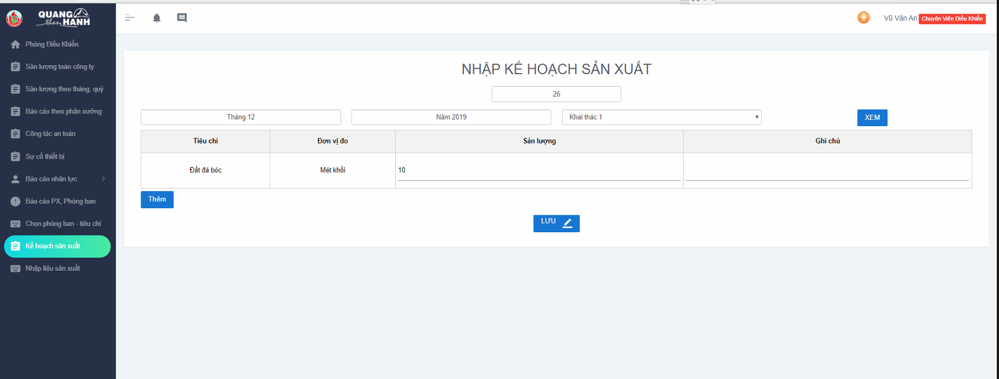 QUANG
than HANH
Vũ Văn An Chuyên Viên Điều Khiển
Phòng Điều Khiển
Sản lượng toàn công ty
Sản lượng theo tháng, quý
Báo cáo theo phân xưởng
Công tác an toàn
Sự cố thiết bị
Báo cáo nhân lực
Báo cáo PX, Phòng ban
Chọn phòng ban - tiêu chí
Kế hoạch sản xuất
Nhập liệu sản xuất
NHẬP KẾ HOẠCH SẢN XUẤT
26
Tháng 12 Năm 2019 Khai thác 1 XEM
Tiêu chí Đơn vị đo Sản lượng Ghi chú
Đất đá bóc Mét khối 10
Thêm
LƯU